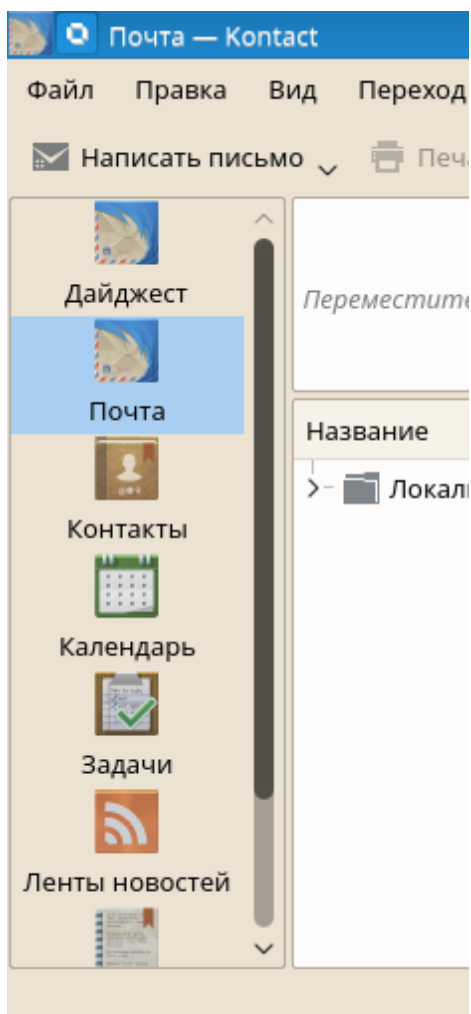 Почта — Kontact
Файл Правка Вид Переход
Написать письмо
Дайджест
Почта
Контакты
Календарь
Задачи
Ленты новостей
Название